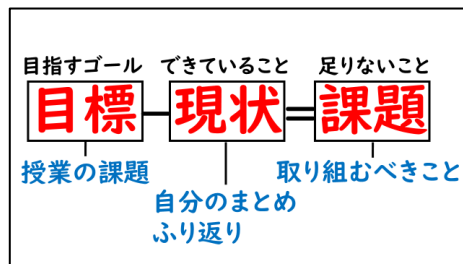 目指すゴール できていること 足りないこと
目標ー現状＝課題
授業の課題 取り組むべきこと
自分のまとめ
ふり返り